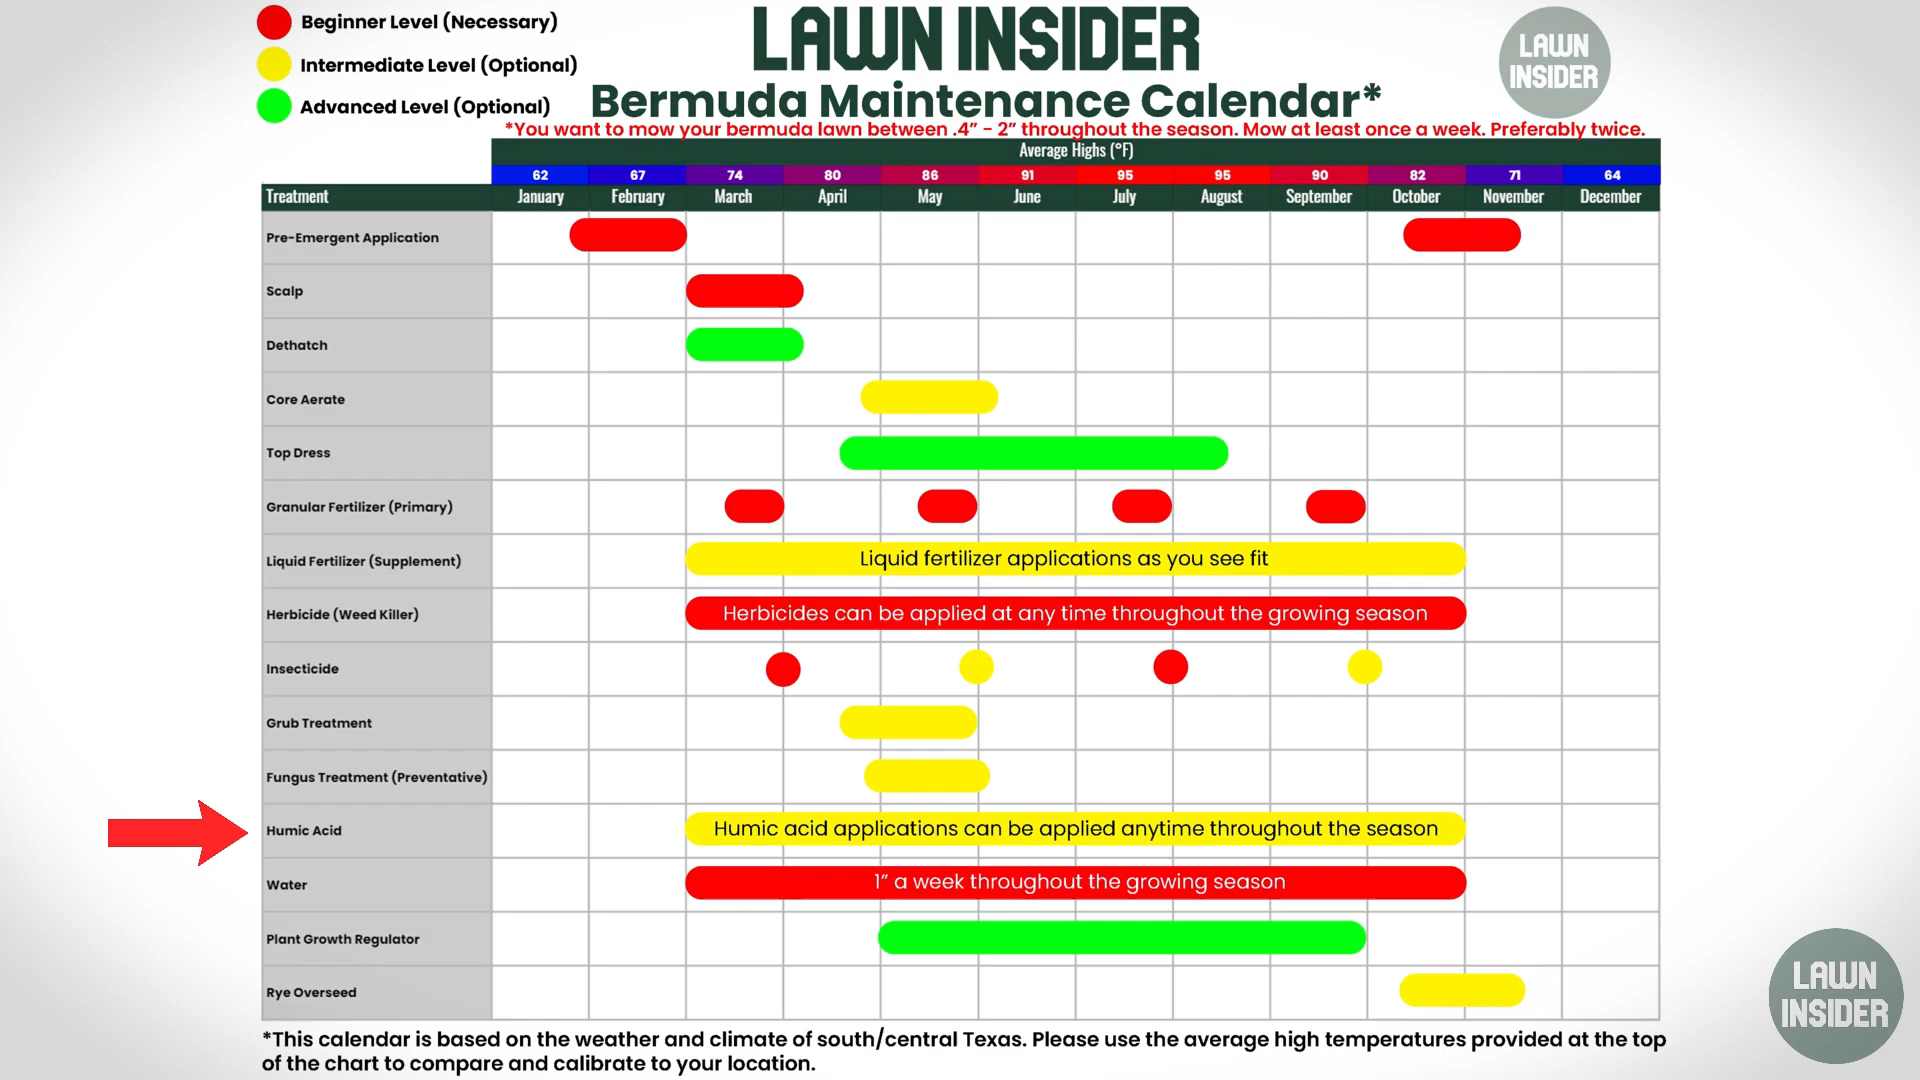 Beginner Level (Necessary)
Intermediate Level (Optional)
Advanced Level (Optional)
LAWN INSIDER
Bermuda Maintenance Calendar*
LAWN
INSIDER
*You want to mow your bermuda lawn between .4” - 2” throughout the season. Mow at least once a week. Preferably twice.
Average Highs (°F)
62 67 74 80 86 91 95 95 90 82 71 64
Treatment January February March April May June July August September October November December
Pre-Emergent Application
Scalp
Dethatch
Core Aerate
Top Dress
Granular Fertilizer (Primary)
Liquid Fertilizer (Supplement) Liquid fertilizer applications as you see fit
Herbicide (Weed Killer) Herbicides can be applied at any time throughout the growing season
Insecticide
Grub Treatment
Fungus Treatment (Preventative)
Humic Acid Humic acid applications can be applied anytime throughout the season
Water 1” a week throughout the growing season
Plant Growth Regulator
Rye Overseed
LAWN
INSIDER
*This calendar is based on the weather and climate of south/central Texas. Please use the average high temperatures provided at the top
of the chart to compare and calibrate to your location.